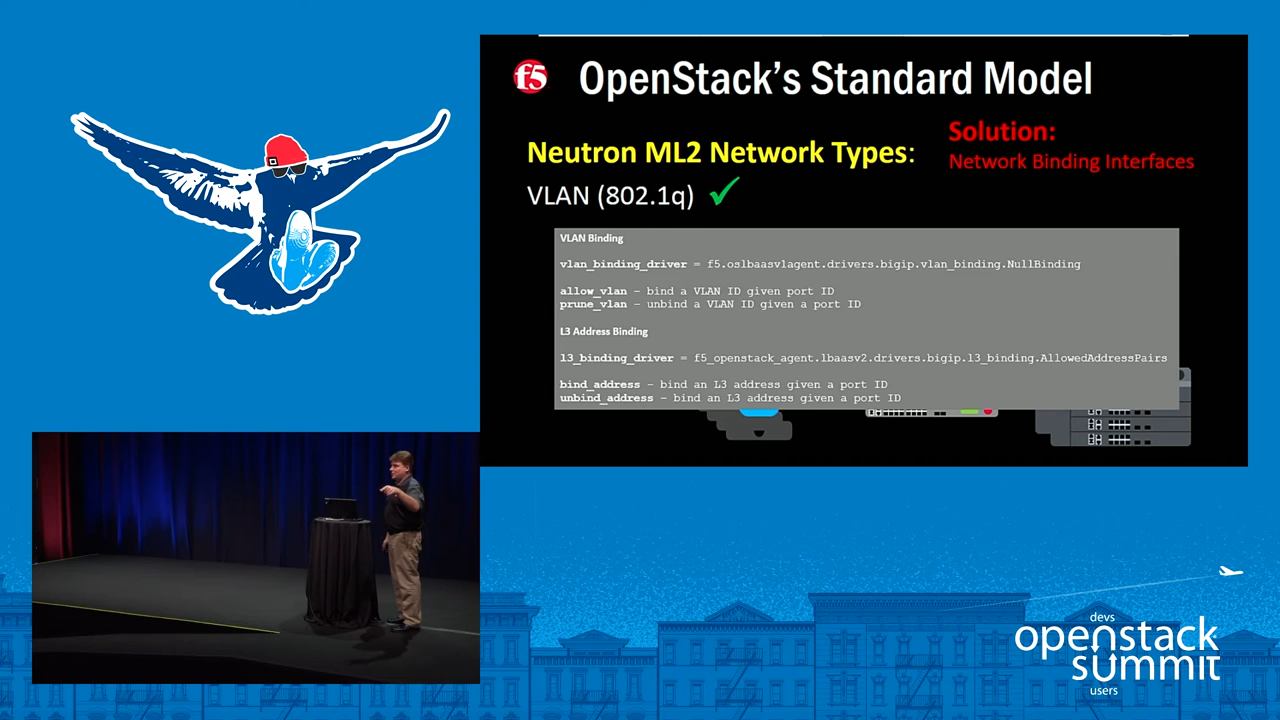 f5
OpenStack's Standard Model
Solution:
Network Binding Interfaces
Neutron ML2 Network Types:
VLAN (802.1q)
VLAN Binding
vlan_binding_driver = f5.oslbaasv1agent.drivers.bigip.vlan_binding.NullBinding
allow_vlan – bind a VLAN ID given port ID
prune_vlan – unbind a VLAN ID given a port ID
L3 Address Binding
l3_binding_driver = f5_openstack_agent.lbaasv2.drivers.bigip.l3_binding.AllowedAddressPairs
bind_address – bind an L3 address given a port ID
unbind_address – bind an L3 address given a port ID
devs
openstack
summit
users